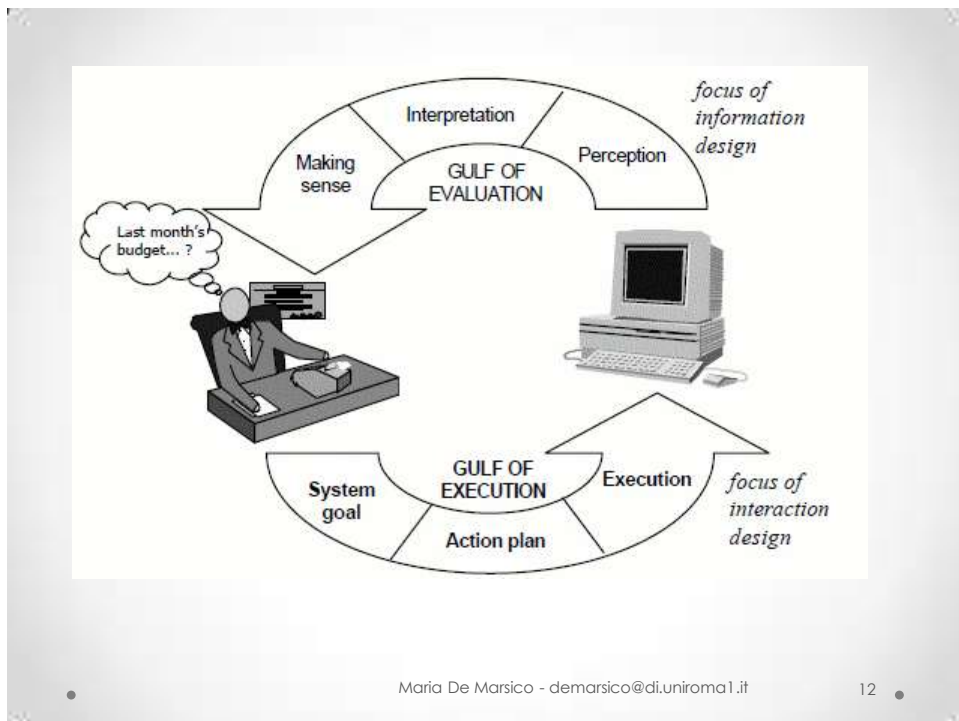 focus of
information
design
Interpretation
Perception
Making
sense
GULF OF
EVALUATION
Last month's
budget... ?
GULF OF
EXECUTION
System
goal
Action plan
Execution
focus of
interaction
design
Maria De Marsico - demarsico@di.uniroma1.it
12